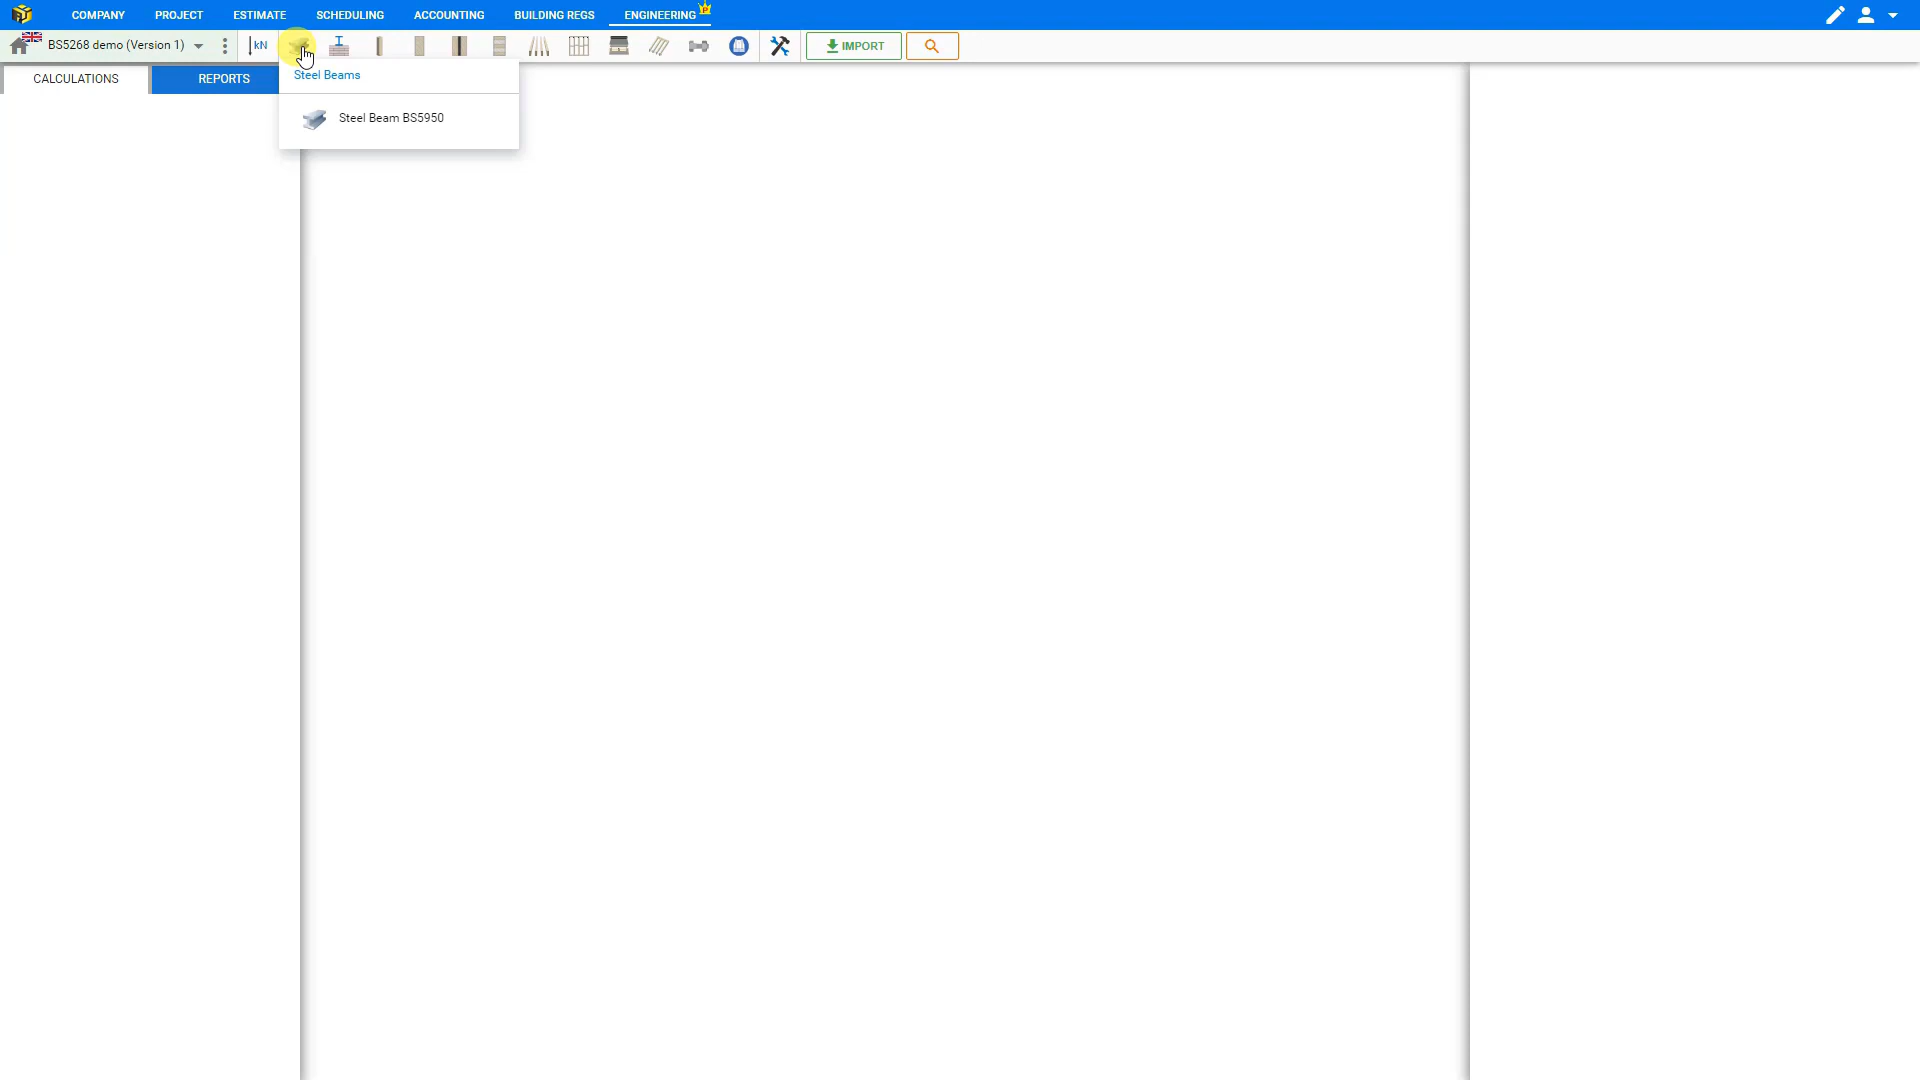 COMPANY PROJECT ESTIMATE SCHEDULING ACCOUNTING BUILDING REGS ENGINEERING
BS5268 demo (Version 1) kN IMPORT
CALCULATIONS REPORTS Steel Beams
Steel Beam BS5950